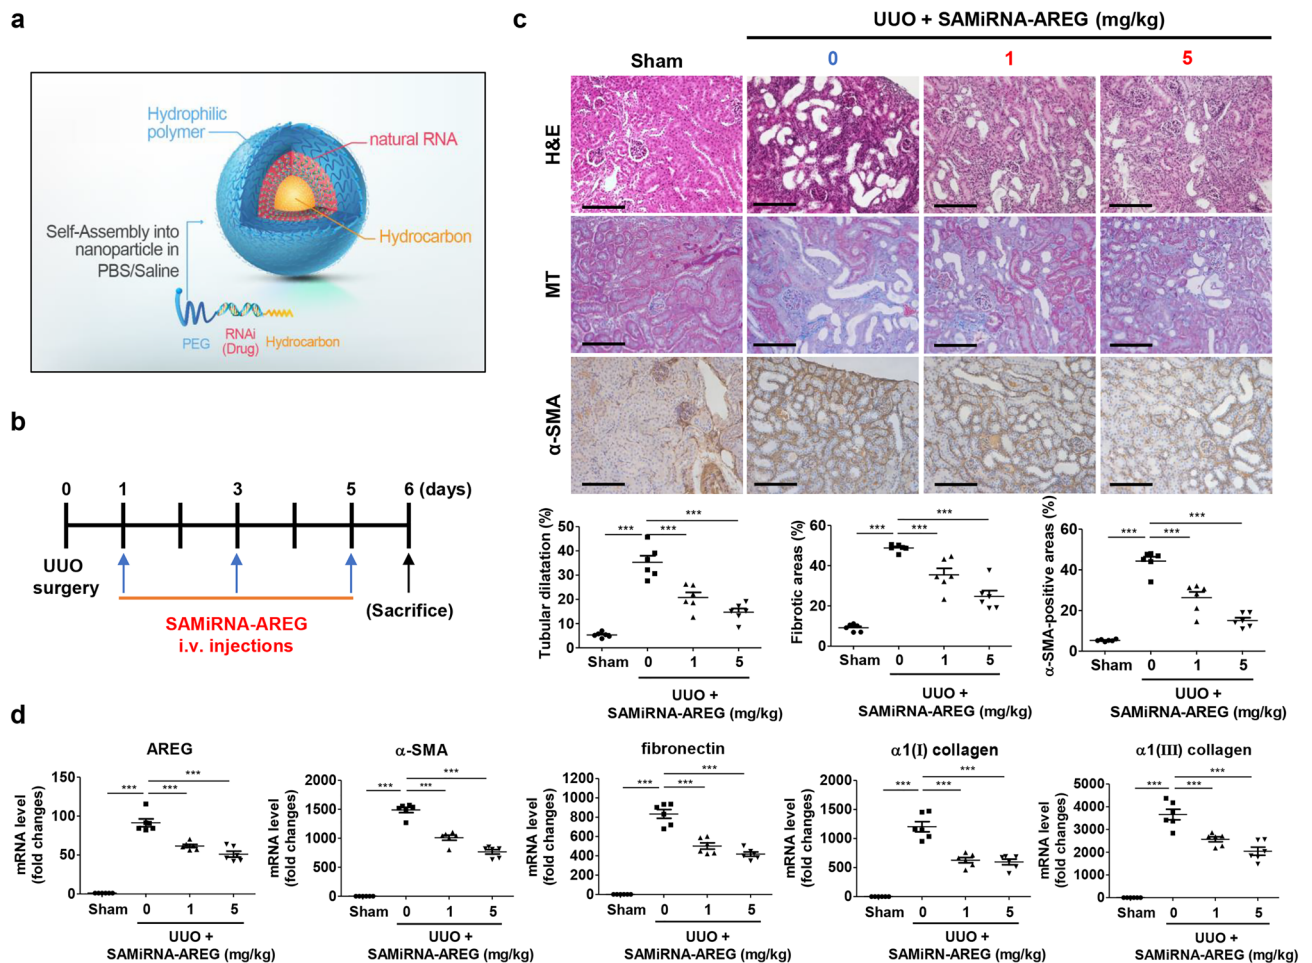 a
Hydrophilic
polymer
natural RNA
Self-Assembly into
nanoparticle in
PBS/Saline
Hydrocarbon
PEG
RNAi
(Drug)
Hydrocarbon
b
0 1 3 5 6 (days)
UUO
surgery
(Sacrifice)
SAMiRNA-AREG
i.v. injections
c
UUO + SAMiRNA-AREG (mg/kg)
Sham 0 1 5
H&E
MT
α-SMA
Tubular dilatation (%)
50
40
30
20
10
0
*** *** ***
Sham 0 1 5
UUO +
SAMiRNA-AREG (mg/kg)
Fibrotic areas (%)
60
40
20
0
*** *** ***
Sham 0 1 5
UUO +
SAMiRNA-AREG (mg/kg)
α-SMA-positive areas (%)
60
40
20
0
*** *** ***
Sham 0 1 5
UUO +
SAMiRNA-AREG (mg/kg)
d
AREG
mRNA level
(fold changes)
150
100
50
0
*** *** ***
Sham 0 1 5
UUO +
SAMiRNA-AREG (mg/kg)
α-SMA
mRNA level
(fold changes)
2000
1500
1000
500
0
*** *** ***
Sham 0 1 5
UUO +
SAMiRNA-AREG (mg/kg)
fibronectin
mRNA level
(fold changes)
1200
1000
800
600
400
200
0
*** *** ***
Sham 0 1 5
UUO +
SAMiRNA-AREG (mg/kg)
α1(I) collagen
mRNA level
(fold changes)
2000
1500
1000
500
0
*** *** ***
Sham 0 1 5
UUO +
SAMiRN-AREG (mg/kg)
α1(III) collagen
mRNA level
(fold changes)
5000
4000
3000
2000
1000
0
*** *** ***
Sham 0 1 5
UUO +
SAMiRNA-AREG (mg/kg)